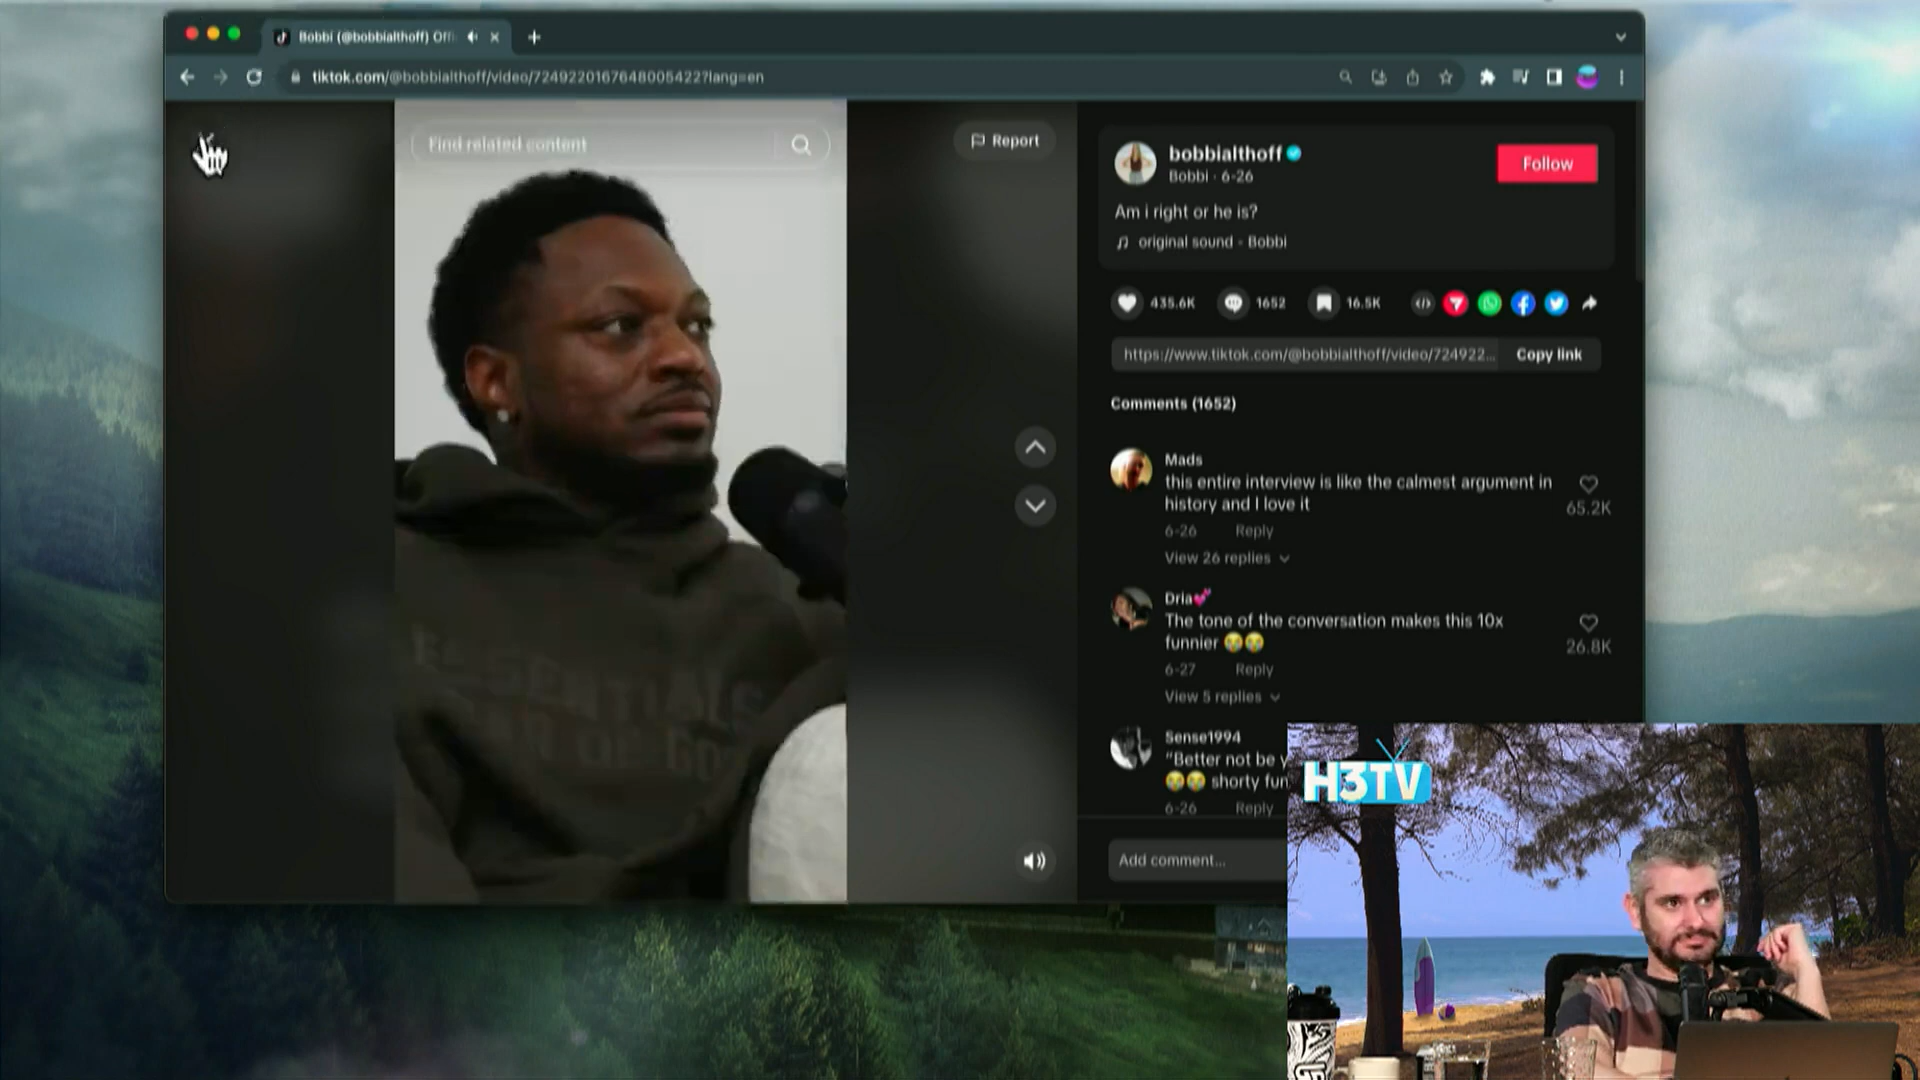 Bobbi (@bobbialthoff) Offi
tiktok.com/@bobbialthoff/video/7249220167648005422?lang=en
Find related content
Report
bobbialthoff
Bobbi · 6-26
Follow
Am i right or he is?
original sound - Bobbi
435.6K
1652
16.5K
https://www.tiktok.com/@bobbialthoff/video/724922...
Copy link
Comments (1652)
Mads
this entire interview is like the calmest argument in
history and I love it
65.2K
6-26 Reply
View 26 replies
Dria💕
The tone of the conversation makes this 10x
funnier 😭😭
26.8K
6-27 Reply
View 5 replies
Sense1994
"Better not be y
😭😭 shorty fun
6-26 Reply
Add comment...
ESSENTIALS
H3TV